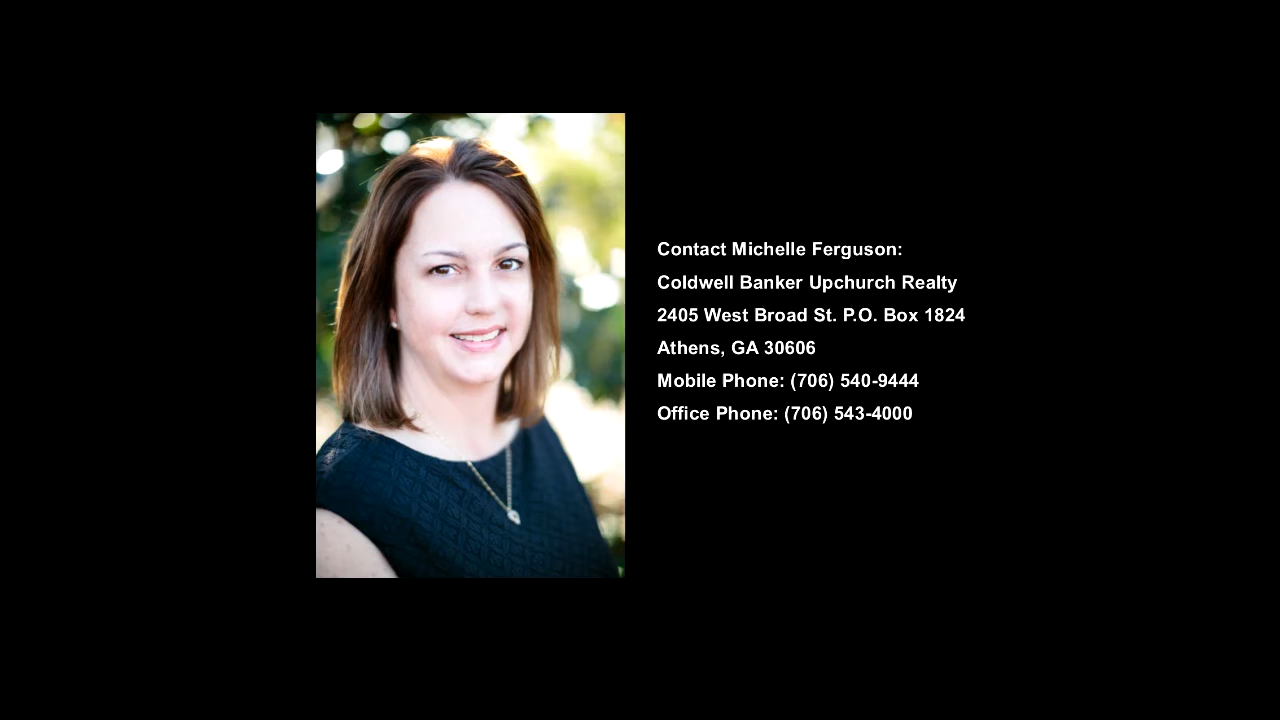 Contact Michelle Ferguson:
Coldwell Banker Upchurch Realty
2405 West Broad St. P.O. Box 1824
Athens, GA 30606
Mobile Phone: (706) 540-9444
Office Phone: (706) 543-4000